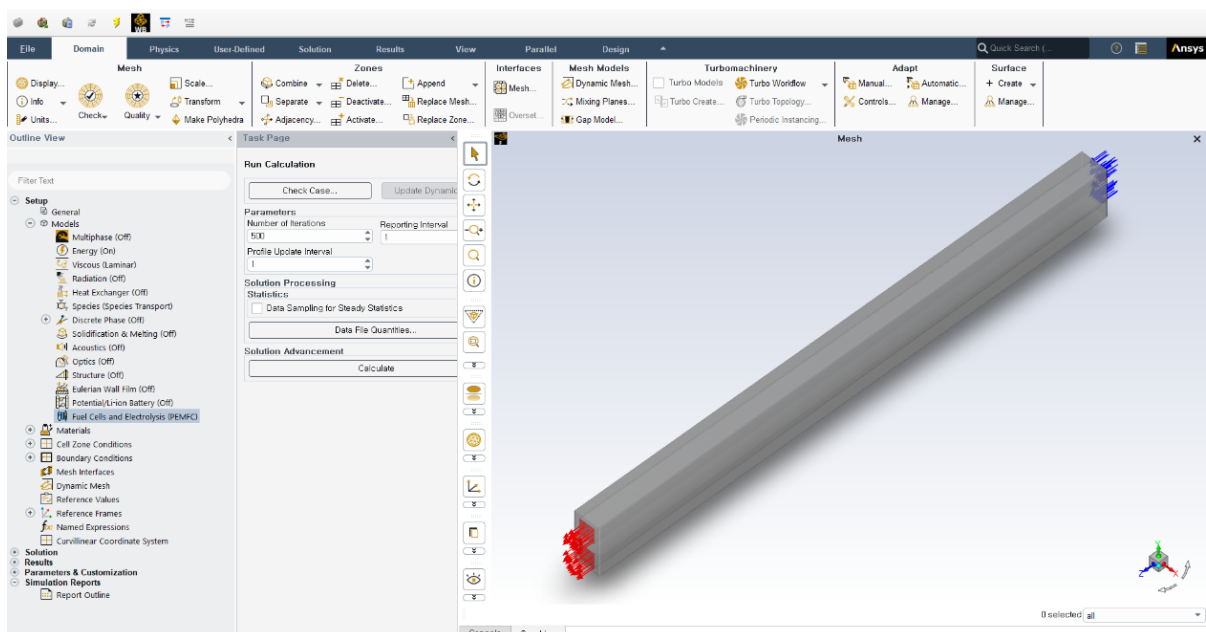 WB
File Domain Physics User-Defined Solution Results View Parallel Design Quick Search (... Ansys
Mesh Zones Interfaces Mesh Models Turbomachinery Adapt Surface
Display... Scale... Combine Delete... Append Mesh... Dynamic Mesh... Turbo Models Turbo Workflow Manual... Automatic... + Create
Info Check Quality Transform Separate Deactivate... Replace Mesh... Mixing Planes... Turbo Create... Turbo Topology... Controls... Manage... Manage...
Units... Make Polyhedra Adjacency... Activate... Replace Zone... Overset... Gap Model... Periodic Instancing...
Outline View < Task Page < Mesh
Filter Text
Setup
General
Models
Multiphase (Off)
Energy (On)
Viscous (Laminar)
Radiation (Off)
Heat Exchanger (Off)
Species (Species Transport)
Discrete Phase (Off)
Solidification & Melting (Off)
Acoustics (Off)
Optics (Off)
Structure (Off)
Eulerian Wall Film (Off)
Potential/Li-ion Battery (Off)
Fuel Cells and Electrolysis (PEMFC)
Materials
Cell Zone Conditions
Boundary Conditions
Mesh Interfaces
Dynamic Mesh
Reference Values
Reference Frames
Named Expressions
Curvilinear Coordinate System
Solution
Results
Parameters & Customization
Simulation Reports
Report Outline
Run Calculation
Check Case... Update Dynamic
Parameters
Number of Iterations Reporting Interval
500 1
Profile Update Interval
1
Solution Processing
Statistics
Data Sampling for Steady Statistics
Data File Quantities...
Solution Advancement
Calculate
Y
Z X
0 selected all